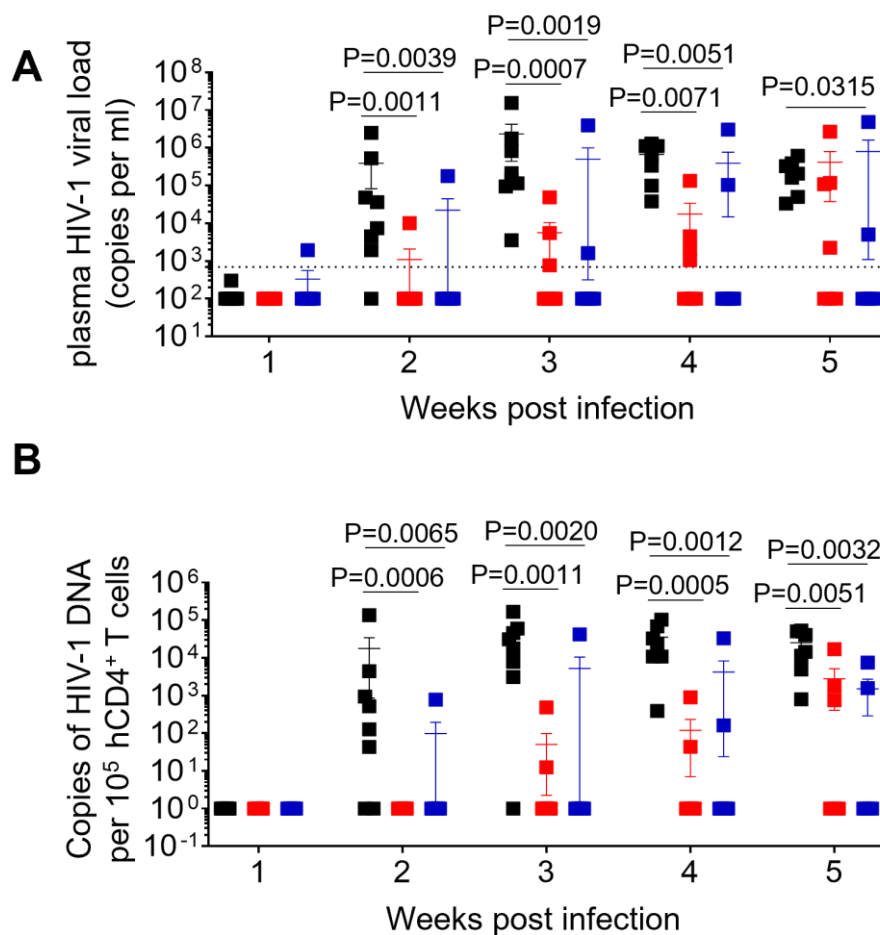 A
P=0.0019
P=0.0039
P=0.0051
P=0.0007
P=0.0315
P=0.0011
P=0.0071
plasma HIV-1 viral load
(copies per ml)
10⁸
10⁷
10⁶
10⁵
10⁴
10³
10²
10¹
1 2 3 4 5
Weeks post infection
B
P=0.0065
P=0.0020
P=0.0012
P=0.0032
P=0.0006
P=0.0011
P=0.0005
P=0.0051
Copies of HIV-1 DNA
per 10⁵ hCD4⁺ T cells
10⁶
10⁵
10⁴
10³
10²
10¹
10⁰
10⁻¹
1 2 3 4 5
Weeks post infection